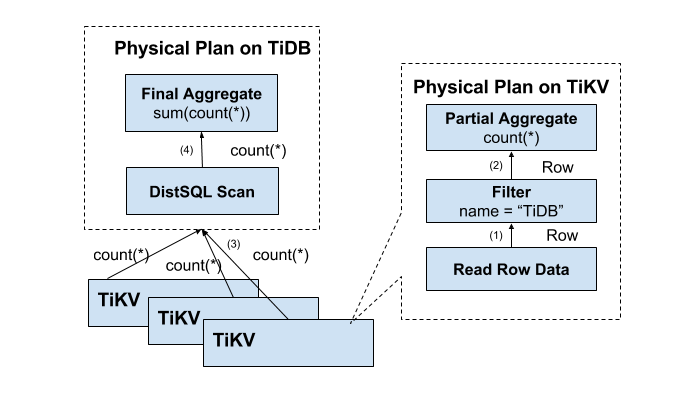 Physical Plan on TiDB
Final Aggregate
sum(count(*))
(4)
count(*)
DistSQL Scan
(3)
count(*)
count(*)
count(*)
TiKV
TiKV
TiKV
Physical Plan on TiKV
Partial Aggregate
count(*)
(2)
Row
Filter
name = “TiDB”
(1)
Row
Read Row Data